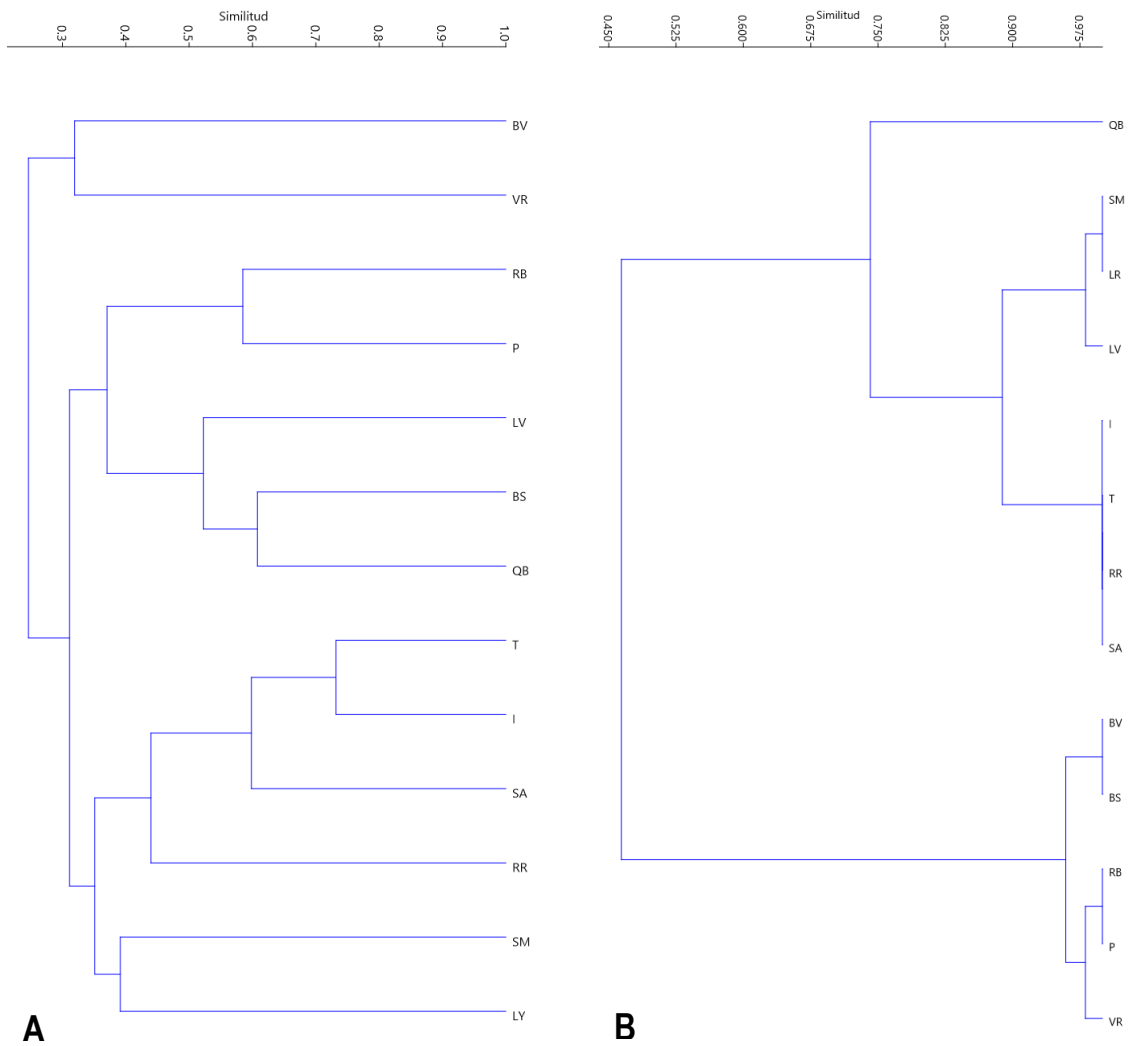 Similitud
0.3 0.4 0.5 0.6 0.7 0.8 0.9 1.0
BV
VR
RB
P
LV
BS
QB
T
I
SA
RR
SM
LY
A
Similitud
0.450 0.525 0.600 0.675 0.750 0.825 0.900 0.975
QB
SM
LR
LV
I
T
RR
SA
BV
BS
RB
P
VR
B